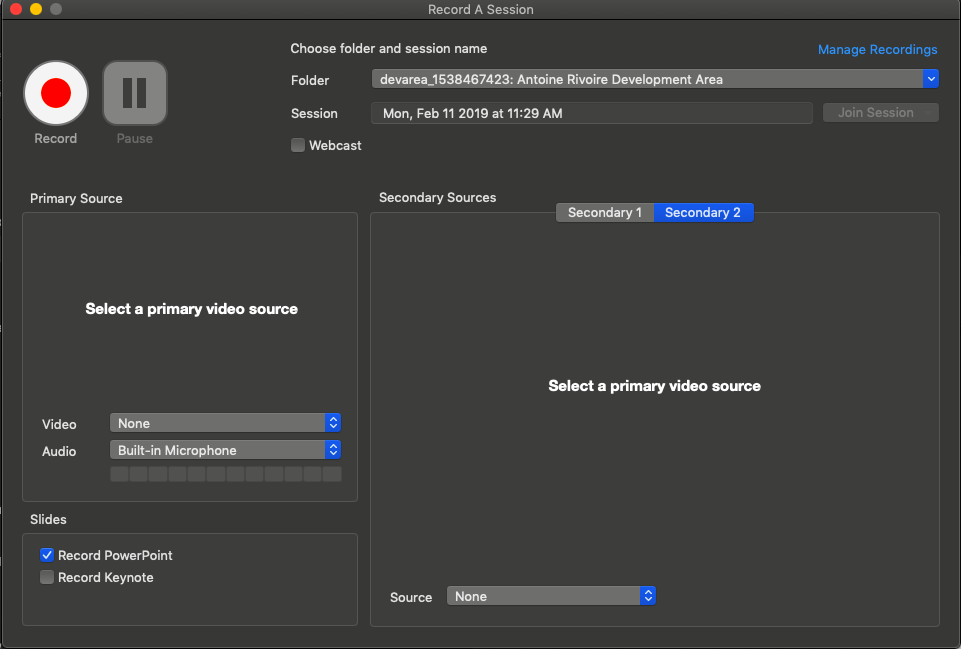 Record A Session
Choose folder and session name
Manage Recordings
Folder
devarea_1538467423: Antoine Rivoire Development Area
Session
Mon, Feb 11 2019 at 11:29 AM
Join Session
Record
Pause
Webcast
Primary Source
Select a primary video source
Video
None
Audio
Built-in Microphone
Slides
Record PowerPoint
Record Keynote
Secondary Sources
Secondary 1
Secondary 2
Select a primary video source
Source
None